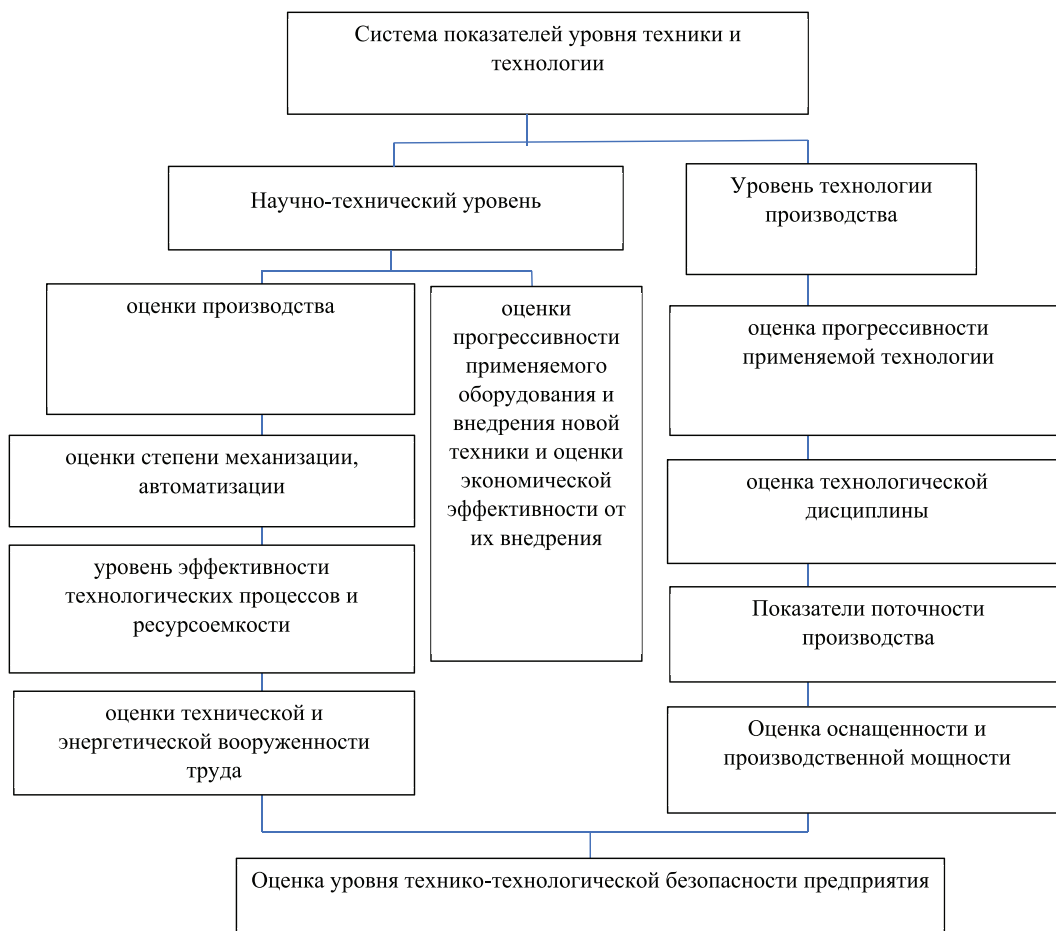 Система показателей уровня техники и
технологии
Научно-технический уровень
Уровень технологии
производства
оценки производства
оценки
прогрессивности
применяемого
оборудования и
внедрения новой
техники и оценки
экономической
эффективности от
их внедрения
оценка прогрессивности
применяемой технологии
оценки степени механизации,
автоматизации
оценка технологической
дисциплины
уровень эффективности
технологических процессов и
ресурсоемкости
Показатели поточности
производства
оценки технической и
энергетической вооруженности
труда
Оценка оснащенности и
производственной мощности
Оценка уровня технико-технологической безопасности предприятия